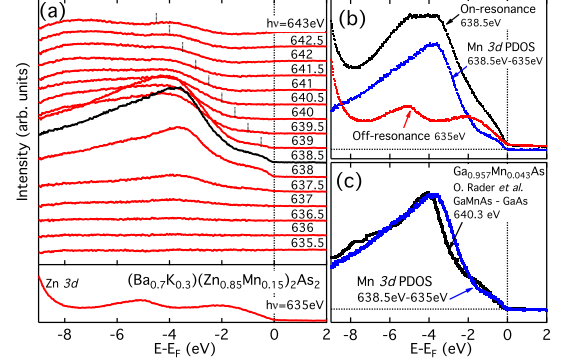 (a)
hν=643eV
642.5
642
641.5
641
640.5
640
639.5
639
638.5
638
637.5
637
636.5
636
635.5
Intensity (arb. units)
Zn 3d
(Ba0.7K0.3)(Zn0.85Mn0.15)2As2
hν=635eV
-8 -6 -4 -2 0 2
E-EF (eV)
(b)
On-resonance
638.5eV
Mn 3d PDOS
638.5eV-635eV
Off-resonance 635eV
(c)
Ga0.957Mn0.043As
O. Rader et al.
GaMnAs - GaAs
640.3 eV
Mn 3d PDOS
638.5eV-635eV
-8 -6 -4 -2 0 2
E-EF (eV)